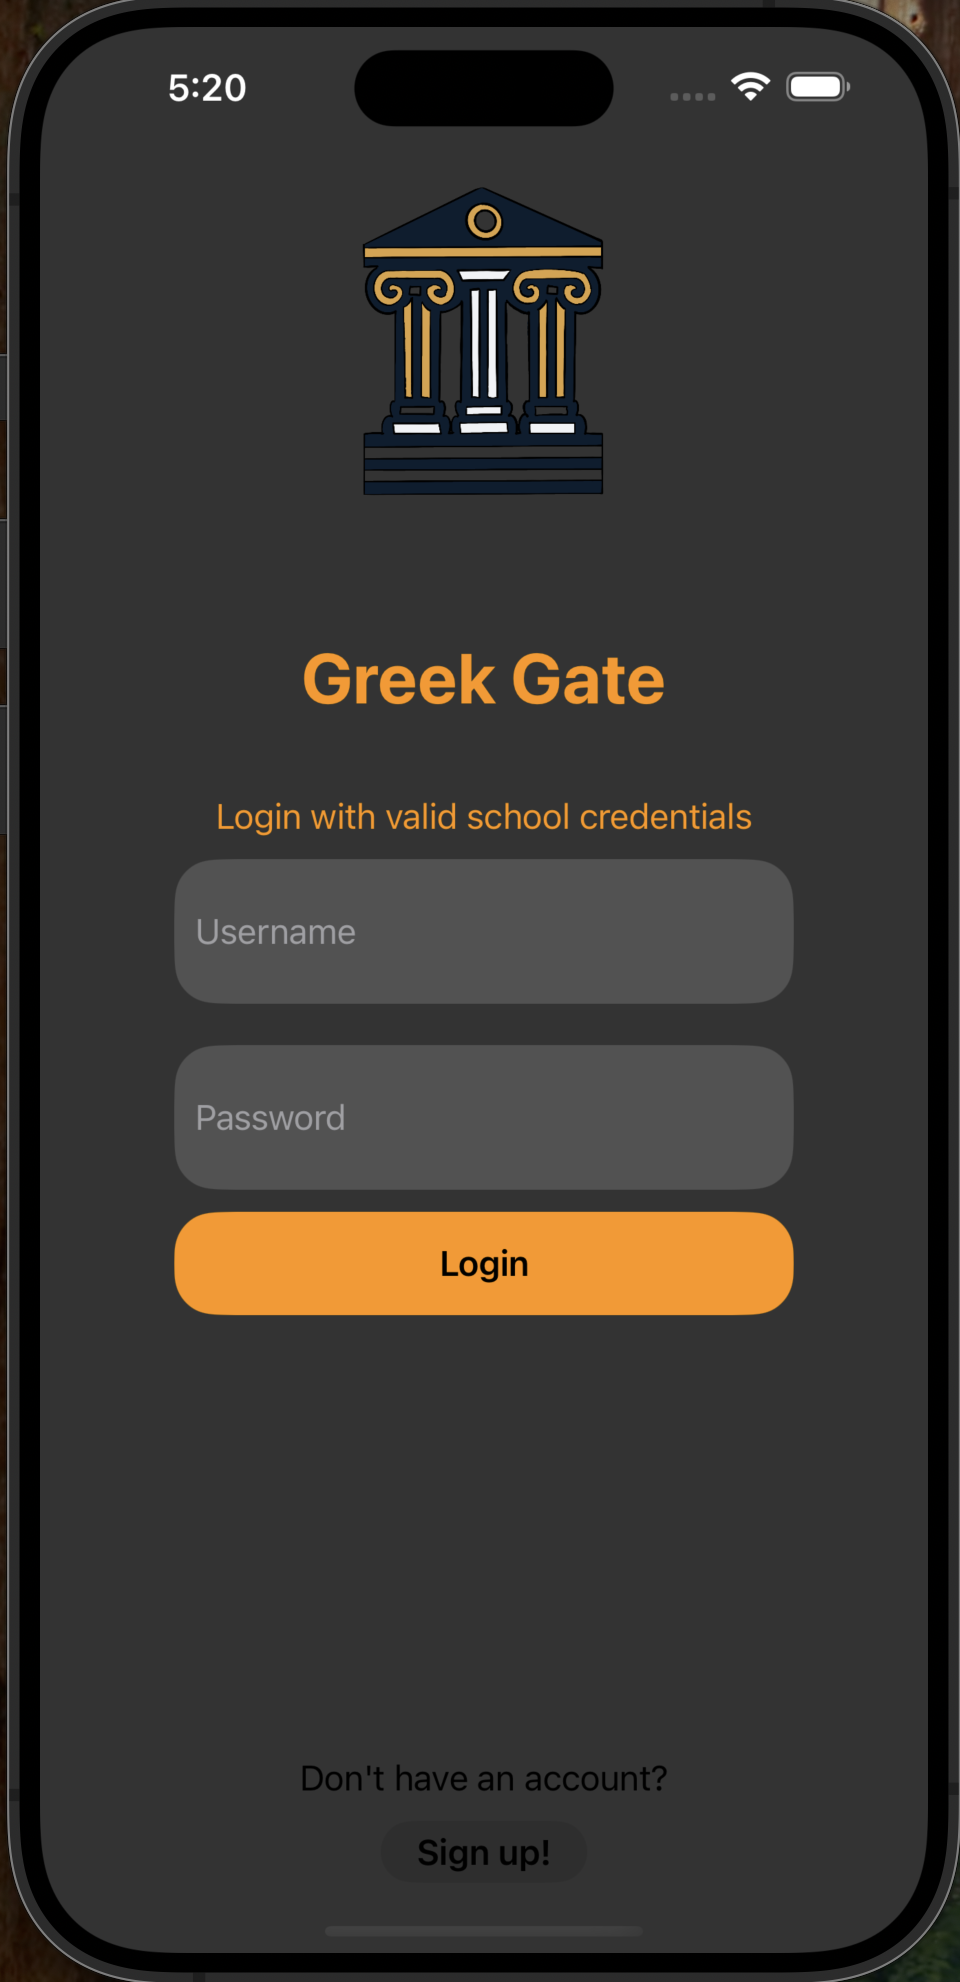 5:20
Greek Gate
Login with valid school credentials
Username
Password
Login
Don't have an account?
Sign up!